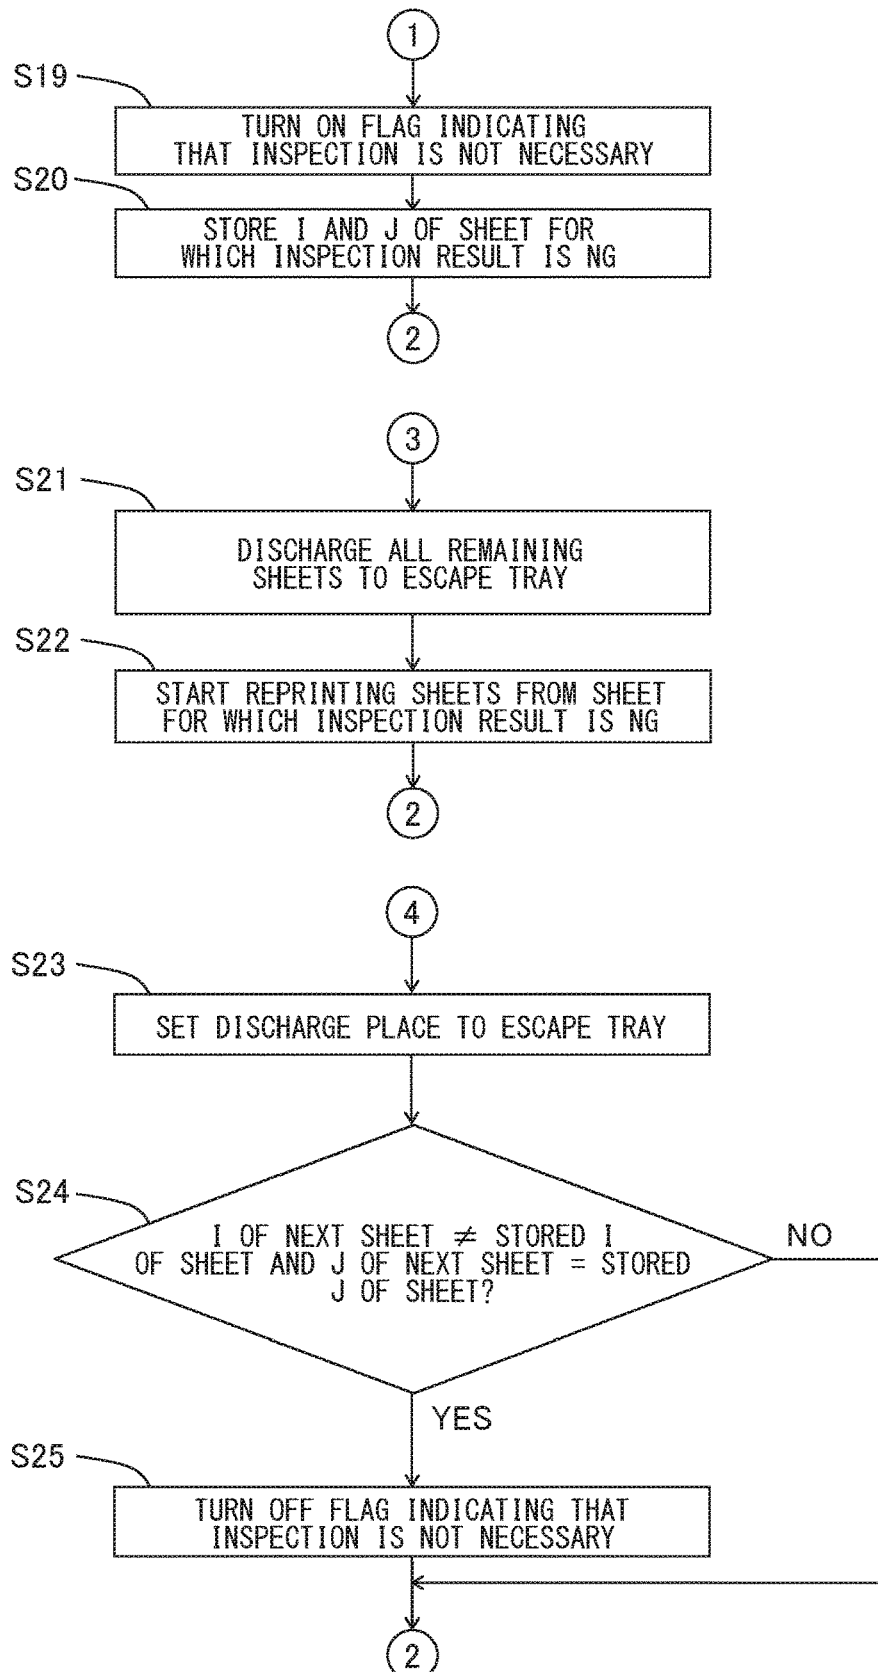 1
S19
TURN ON FLAG INDICATING
THAT INSPECTION IS NOT NECESSARY
S20
STORE I AND J OF SHEET FOR
WHICH INSPECTION RESULT IS NG
2
3
S21
DISCHARGE ALL REMAINING
SHEETS TO ESCAPE TRAY
S22
START REPRINTING SHEETS FROM SHEET
FOR WHICH INSPECTION RESULT IS NG
2
4
S23
SET DISCHARGE PLACE TO ESCAPE TRAY
S24
I OF NEXT SHEET ≠ STORED I
OF SHEET AND J OF NEXT SHEET = STORED
J OF SHEET?
NO
YES
S25
TURN OFF FLAG INDICATING THAT
INSPECTION IS NOT NECESSARY
2